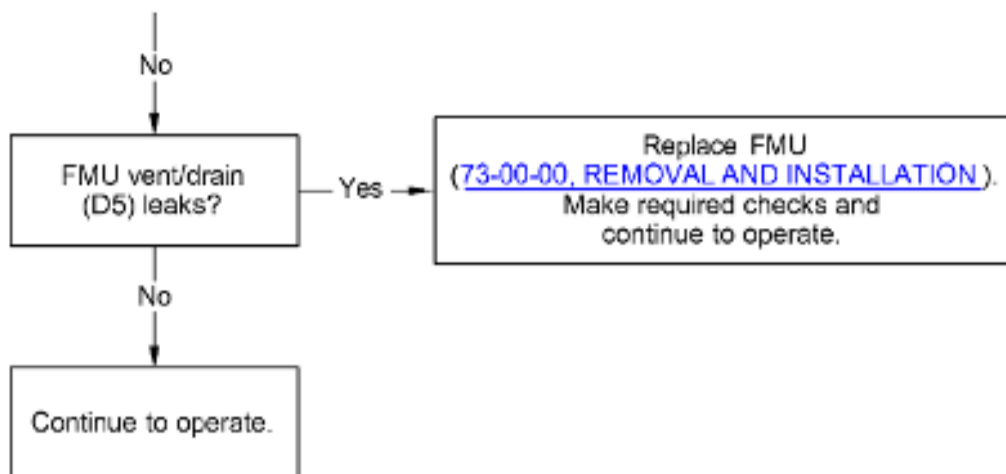 No
FMU vent/drain
(D5) leaks?
Yes
Replace FMU
(73-00-00, REMOVAL AND INSTALLATION).
Make required checks and
continue to operate.
No
Continue to operate.